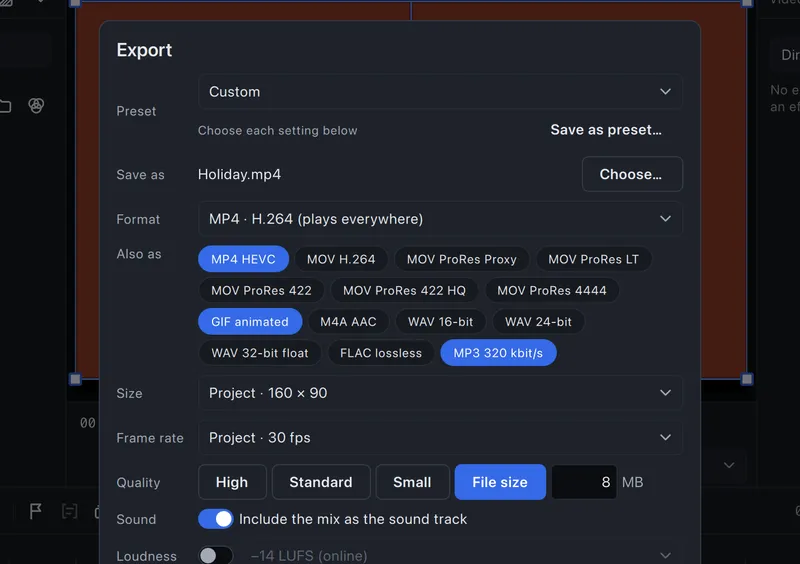 Export
Preset
Custom
Choose each setting below
Save as preset...
Save as
Holiday.mp4
Choose...
Format
MP4 · H.264 (plays everywhere)
Also as
MP4 HEVC
MOV H.264
MOV ProRes Proxy
MOV ProRes LT
MOV ProRes 422
MOV ProRes 422 HQ
MOV ProRes 4444
GIF animated
M4A AAC
WAV 16-bit
WAV 24-bit
WAV 32-bit float
FLAC lossless
MP3 320 kbit/s
Size
Project · 160 × 90
Frame rate
Project · 30 fps
Quality
High
Standard
Small
File size
8
MB
Sound
Include the mix as the sound track
Loudness
−14 LUFS (online)
00
No e